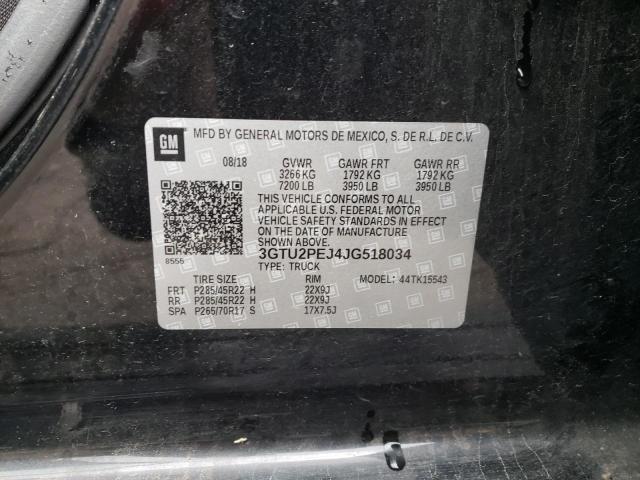 GM
MFD BY GENERAL MOTORS DE MEXICO, S. DE R.L. DE C.V.
08/18 GVWR GAWR FRT GAWR RR
3266 KG 1792 KG 1792 KG
7200 LB 3950 LB 3950 LB
THIS VEHICLE CONFORMS TO ALL
APPLICABLE U.S. FEDERAL MOTOR
VEHICLE SAFETY STANDARDS IN EFFECT
ON THE DATE OF MANUFACTURE
SHOWN ABOVE.
8555
3GTU2PEJ4JG518034
TYPE: TRUCK
TIRE SIZE RIM MODEL: 44TK15543
FRT P285/45R22 H 22X9J
RR P285/45R22 H 22X9J
SPA P265/70R17 S 17X7.5J